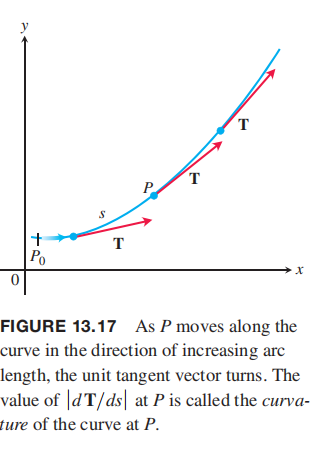 y
T
T
P
s
T
P0
x
0
FIGURE 13.17 As P moves along the
curve in the direction of increasing arc
length, the unit tangent vector turns. The
value of |dT/ds| at P is called the curva-
ture of the curve at P.